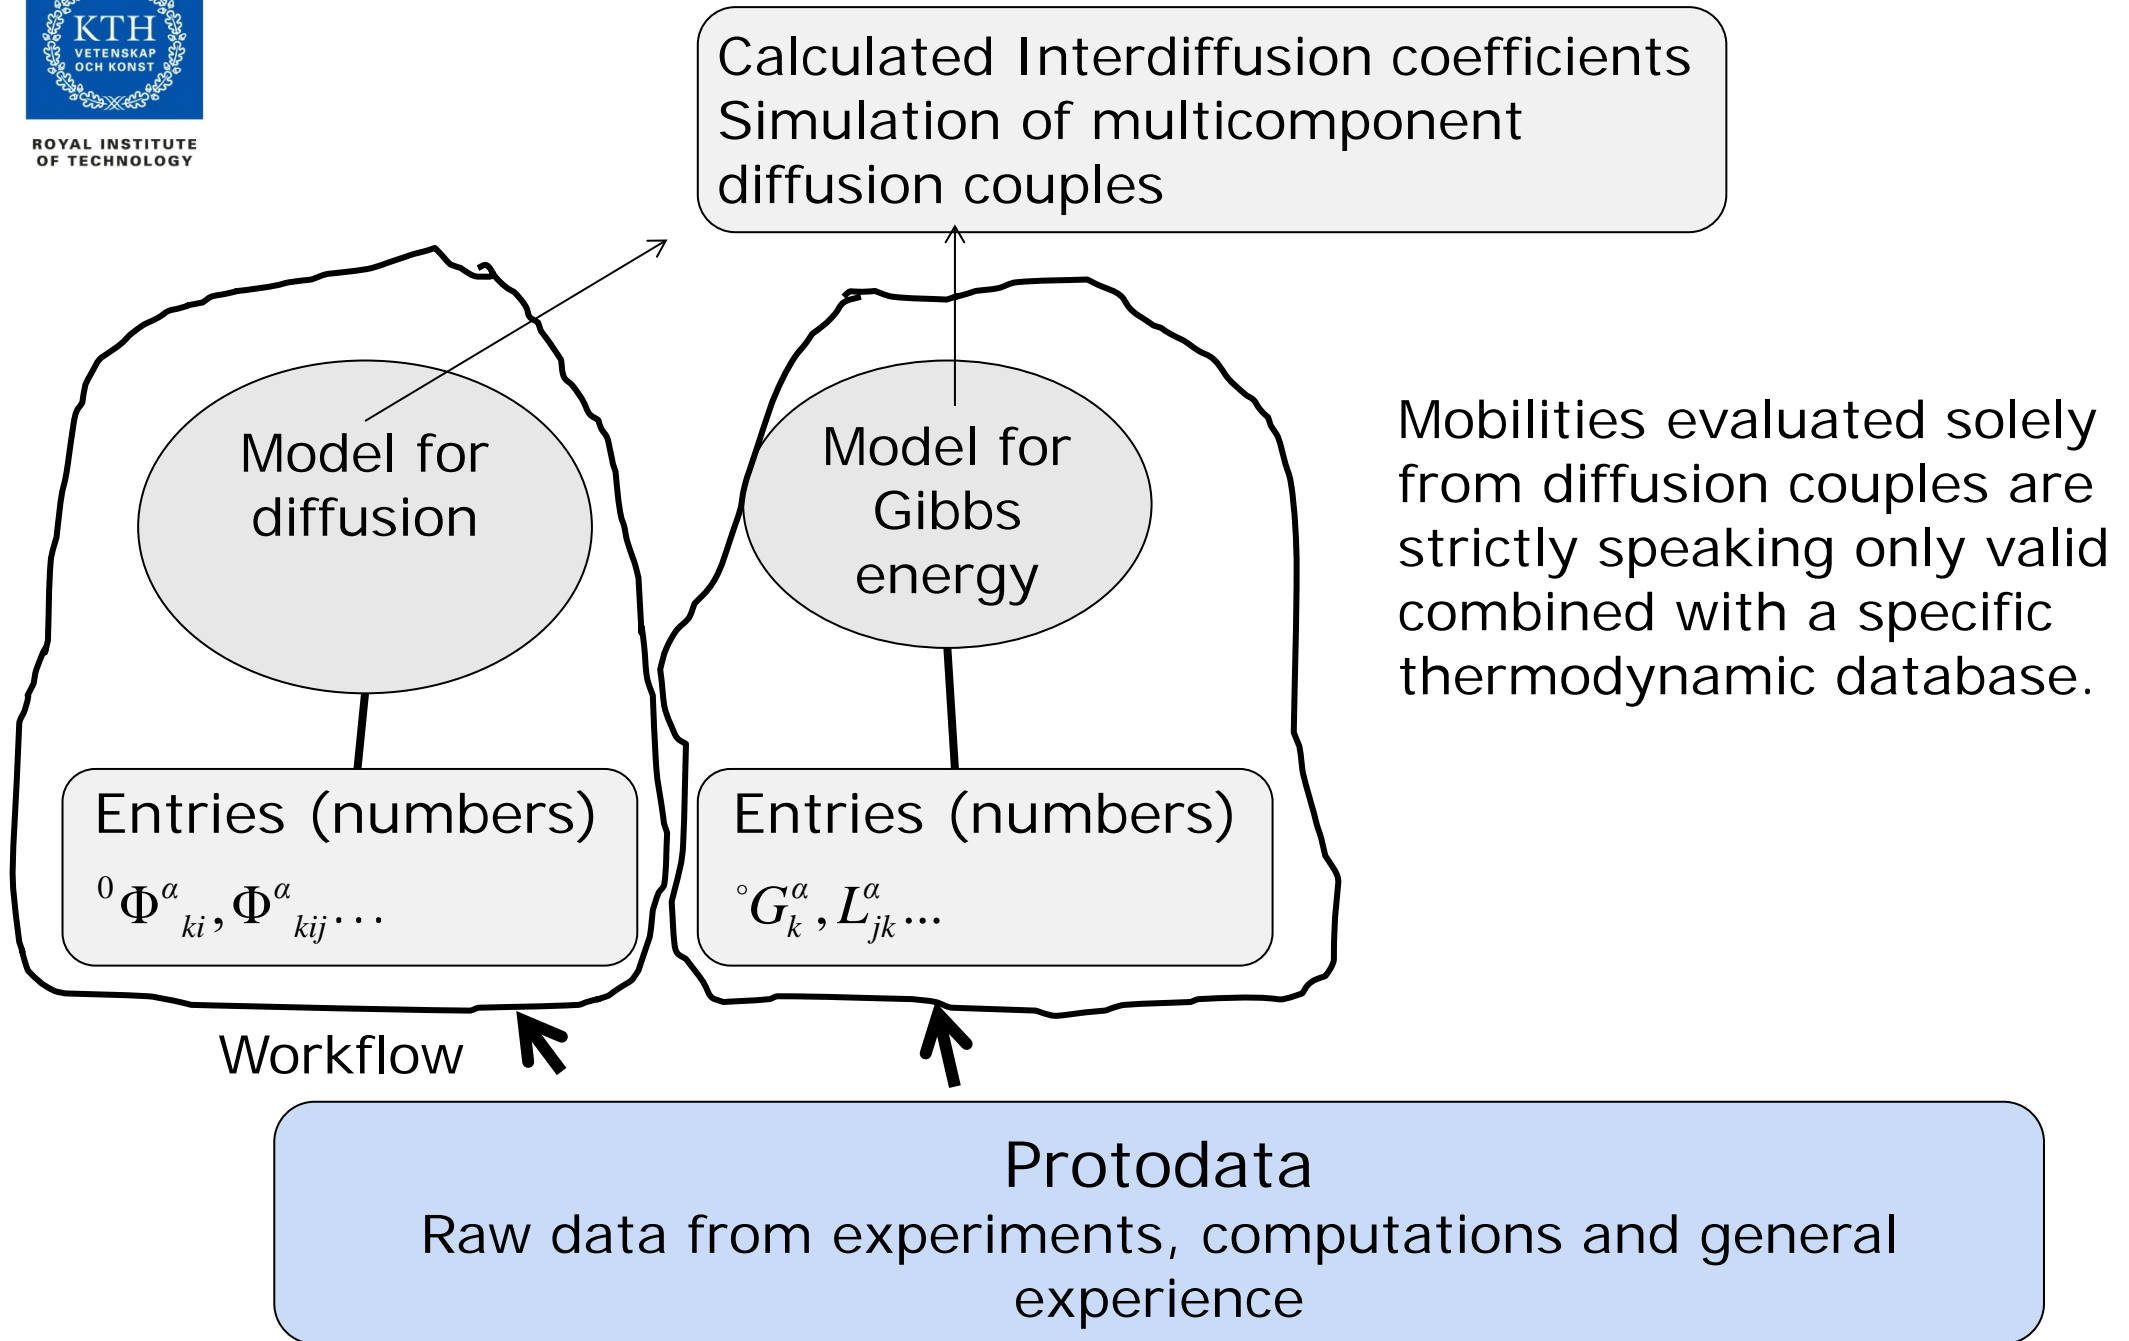 KTH
VETENSKAP
OCH KONST
ROYAL INSTITUTE
OF TECHNOLOGY
Calculated Interdiffusion coefficients
Simulation of multicomponent
diffusion couples
Model for
diffusion
Model for
Gibbs
energy
Mobilities evaluated solely
from diffusion couples are
strictly speaking only valid
combined with a specific
thermodynamic database.
Entries (numbers)
⁰Φ^α_ki, Φ^α_kij...
Entries (numbers)
°G^α_k, L^α_jk...
Workflow
Protodata
Raw data from experiments, computations and general
experience